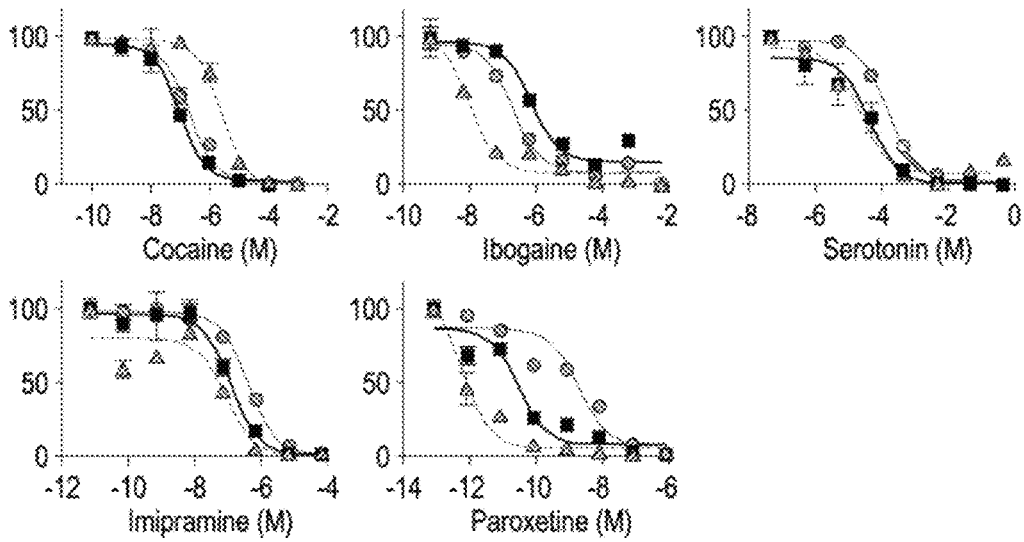 100
50
0
-10 -8 -6 -4 -2
Cocaine (M)
100
50
0
-10 -8 -6 -4 -2
Ibogaine (M)
100
50
0
-8 -6 -4 -2 0
Serotonin (M)
100
50
0
-12 -10 -8 -6 -4
Imipramine (M)
100
50
0
-14 -12 -10 -8 -6
Paroxetine (M)